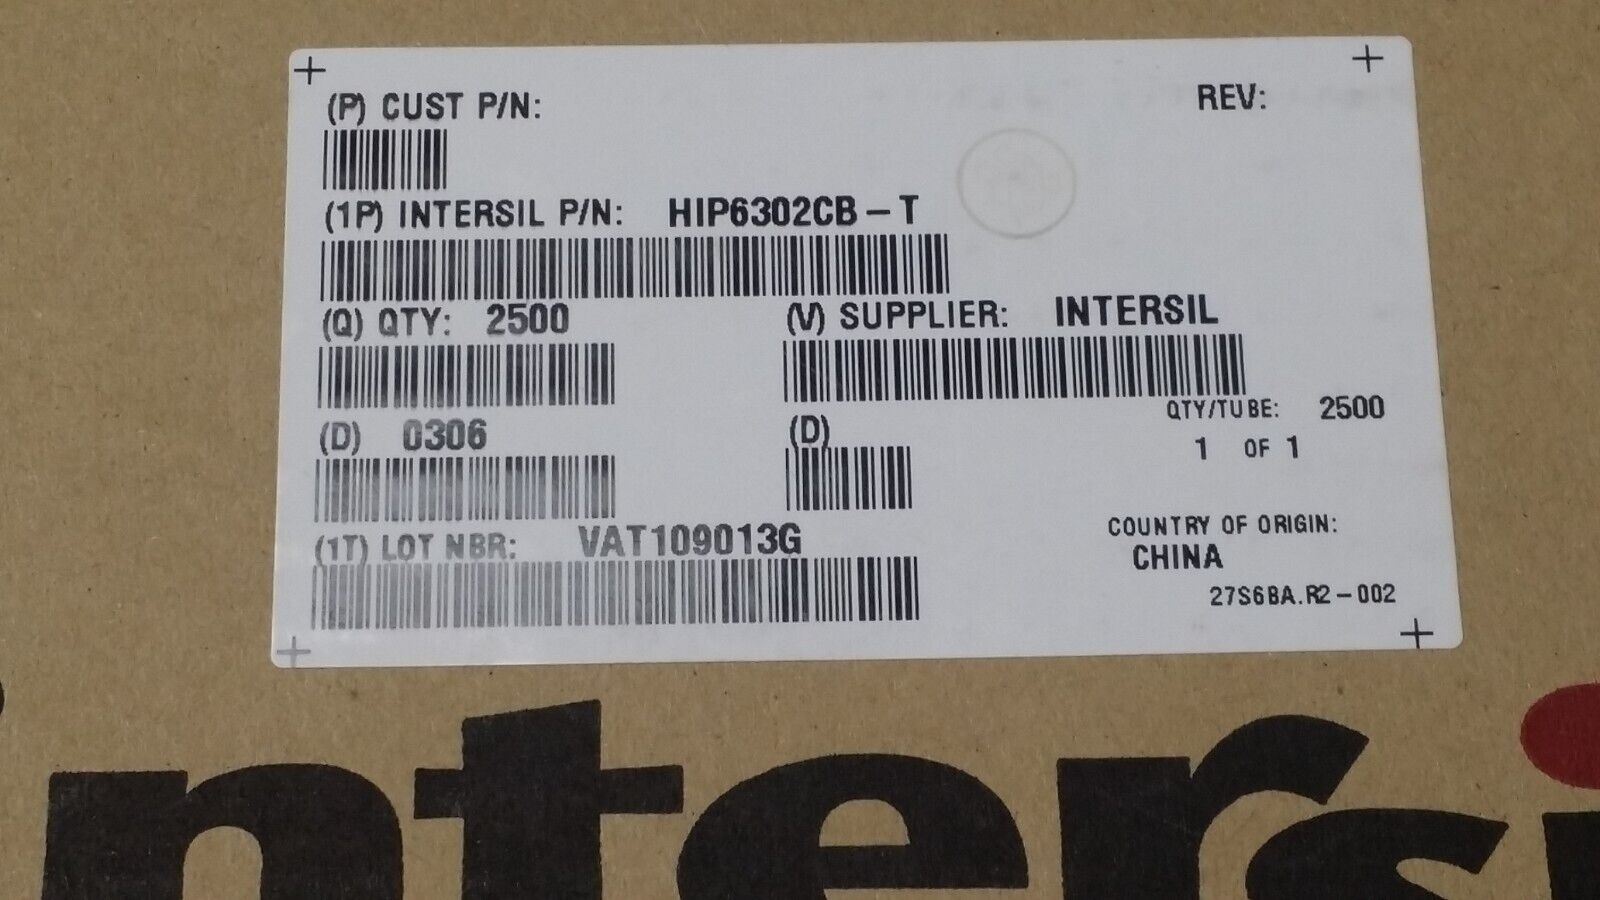 (P) CUST P/N:
REV:
(1P) INTERSIL P/N: HIP6302CB-T
(Q) QTY: 2500
(V) SUPPLIER: INTERSIL
QTY/TUBE: 2500
(D) 0306
(D)
1 OF 1
(1T) LOT NBR: VAT109013G
COUNTRY OF ORIGIN:
CHINA
27S6BA.R2-002
intersi